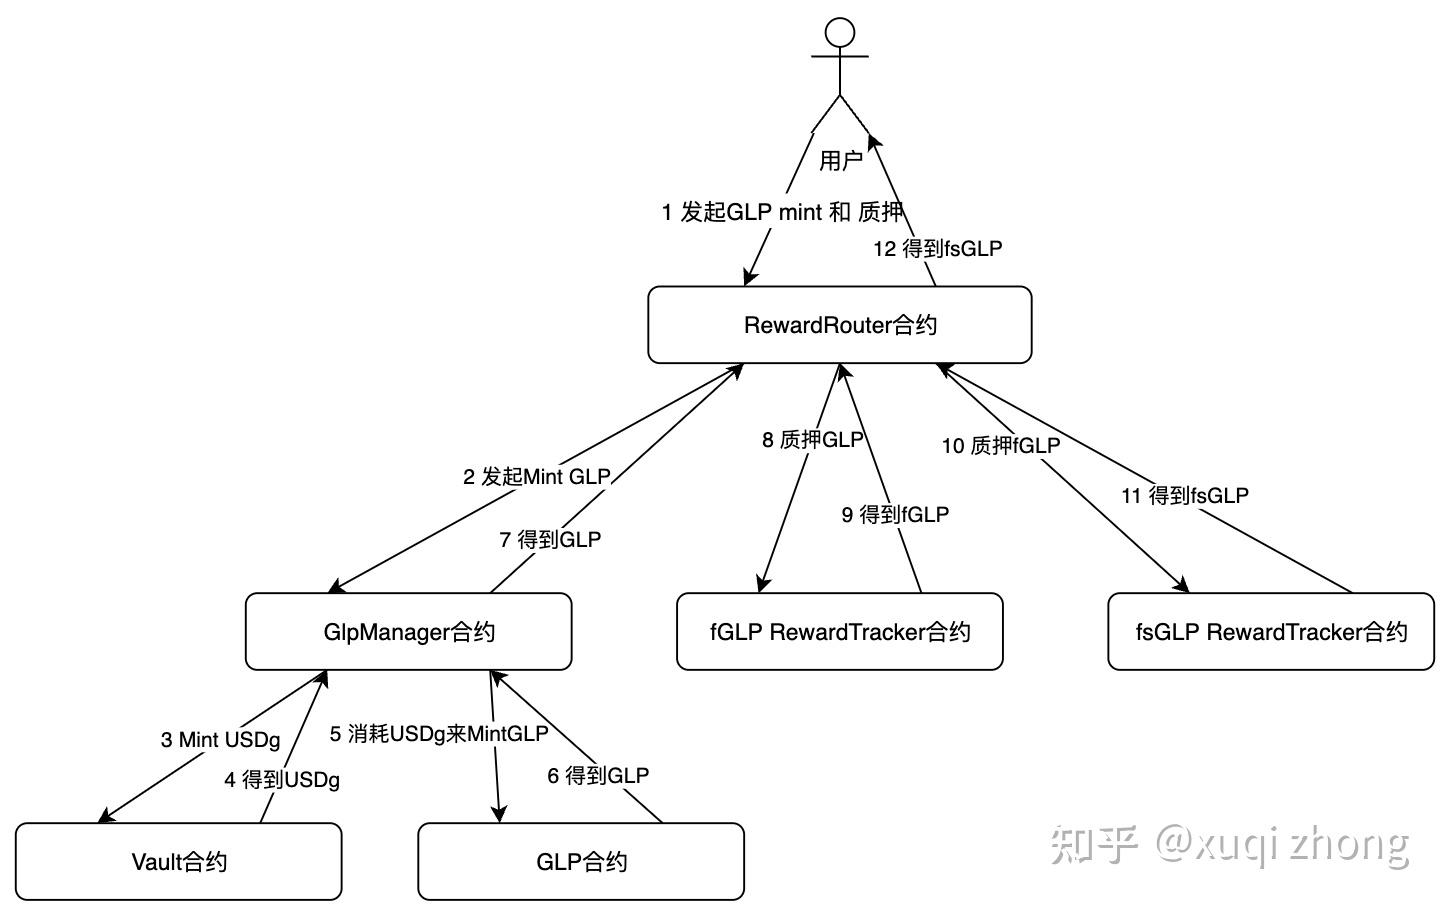 用户
1 发起GLP mint 和 质押
12 得到fsGLP
RewardRouter合约
2 发起Mint GLP
7 得到GLP
8 质押GLP
9 得到fGLP
10 质押fGLP
11 得到fsGLP
GlpManager合约
fGLP RewardTracker合约
fsGLP RewardTracker合约
3 Mint USDg
4 得到USDg
5 消耗USDg来MintGLP
6 得到GLP
Vault合约
GLP合约
知乎 @xuqi zhong